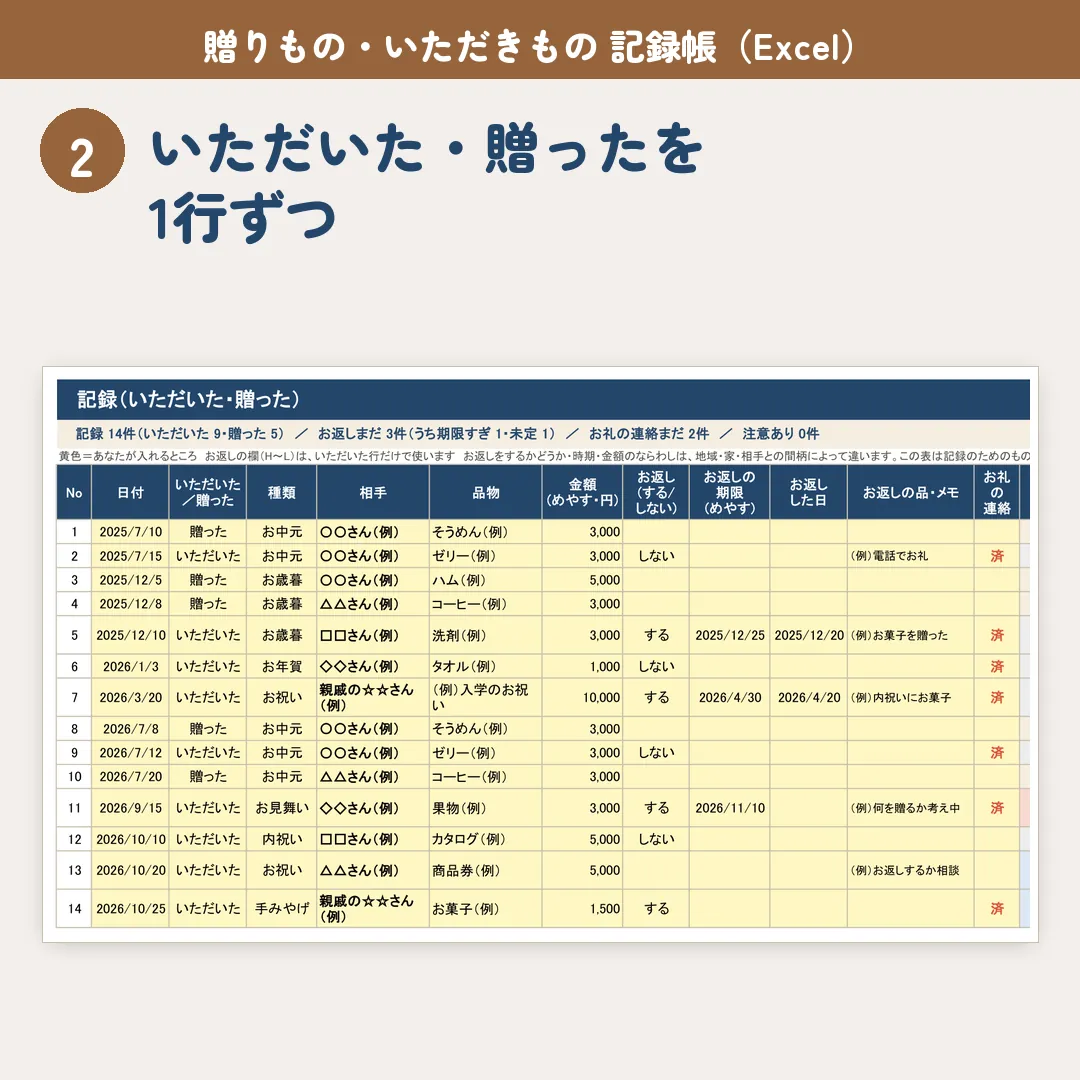 贈りもの・いただきもの 記録帳（Excel）
2
いただいた・贈ったを
1行ずつ
記録（いただいた・贈った）
記録 14件（いただいた 9・贈った 5） ／ お返しまだ 3件（うち期限すぎ 1・未定 1） ／ お礼の連絡まだ 2件 ／ 注意あり 0件
黄色＝あなたが入れるところ お返しの欄（H～L）は、いただいた行だけで使います お返しをするかどうか・時期・金額のならわしは、地域・家・相手との間柄によって違います。この表は記録のためのもの
No 日付 いただいた／贈った 種類 相手 品物 金額（めやす・円） お返し（する/しない） お返しの期限（めやす） お返しした日 お返しの品・メモ お礼の連絡
1 2025/7/10 贈った お中元 〇〇さん（例） そうめん（例） 3,000
2 2025/7/15 いただいた お中元 〇〇さん（例） ゼリー（例） 3,000 しない （例）電話でお礼 済
3 2025/12/5 贈った お歳暮 〇〇さん（例） ハム（例） 5,000
4 2025/12/8 贈った お歳暮 △△さん（例） コーヒー（例） 3,000
5 2025/12/10 いただいた お歳暮 □□さん（例） 洗剤（例） 3,000 する 2025/12/25 2025/12/20 （例）お菓子を贈った 済
6 2026/1/3 いただいた お年賀 ◇◇さん（例） タオル（例） 1,000 しない 済
7 2026/3/20 いただいた お祝い 親戚の☆☆さん（例） （例）入学のお祝い 10,000 する 2026/4/30 2026/4/20 （例）内祝いにお菓子 済
8 2026/7/8 贈った お中元 〇〇さん（例） そうめん（例） 3,000
9 2026/7/12 いただいた お中元 〇〇さん（例） ゼリー（例） 3,000 しない 済
10 2026/7/20 贈った お中元 △△さん（例） コーヒー（例） 3,000
11 2026/9/15 いただいた お見舞い ◇◇さん（例） 果物（例） 3,000 する 2026/11/10 （例）何を贈るか考え中 済
12 2026/10/10 いただいた 内祝い □□さん（例） カタログ（例） 5,000 しない
13 2026/10/20 いただいた お祝い △△さん（例） 商品券（例） 5,000 （例）お返しするか相談
14 2026/10/25 いただいた 手みやげ 親戚の☆☆さん（例） お菓子（例） 1,500 する 済